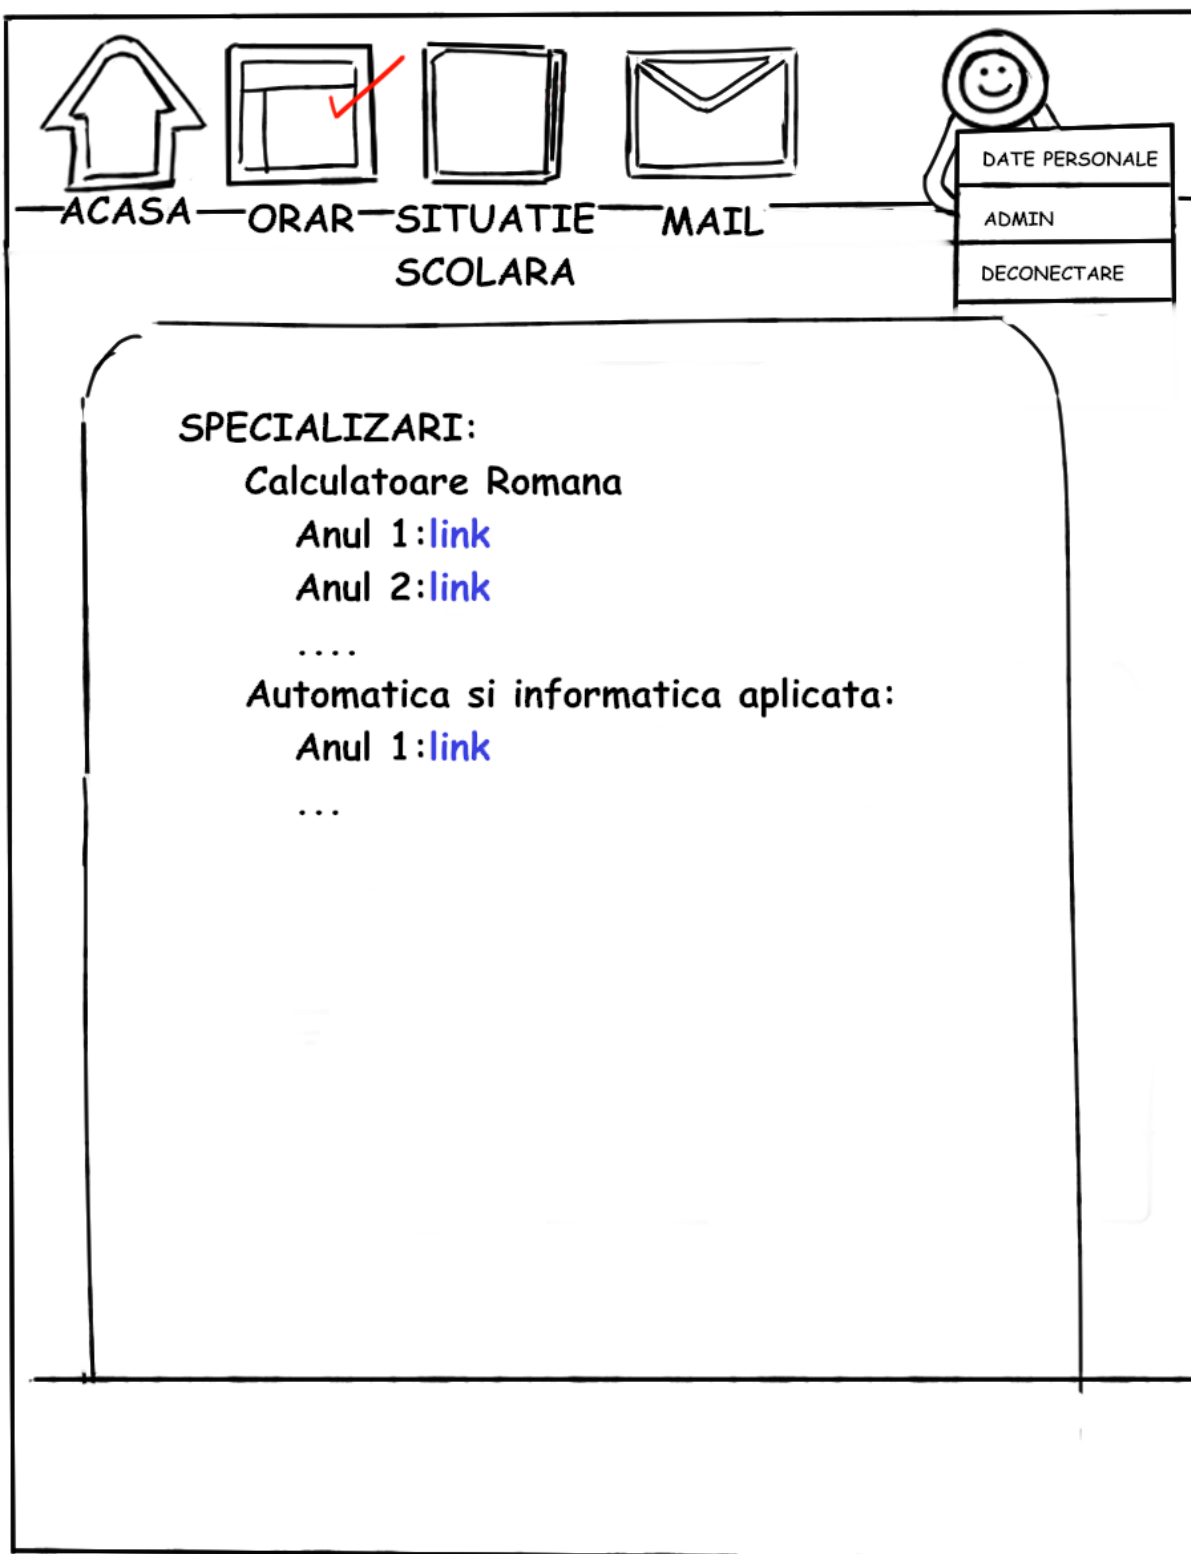 ACASA ORAR SITUATIE MAIL
SCOLARA
DATE PERSONALE
ADMIN
DECONECTARE
SPECIALIZARI:
Calculatoare Romana
Anul 1:link
Anul 2:link
....
Automatica si informatica aplicata:
Anul 1:link
...